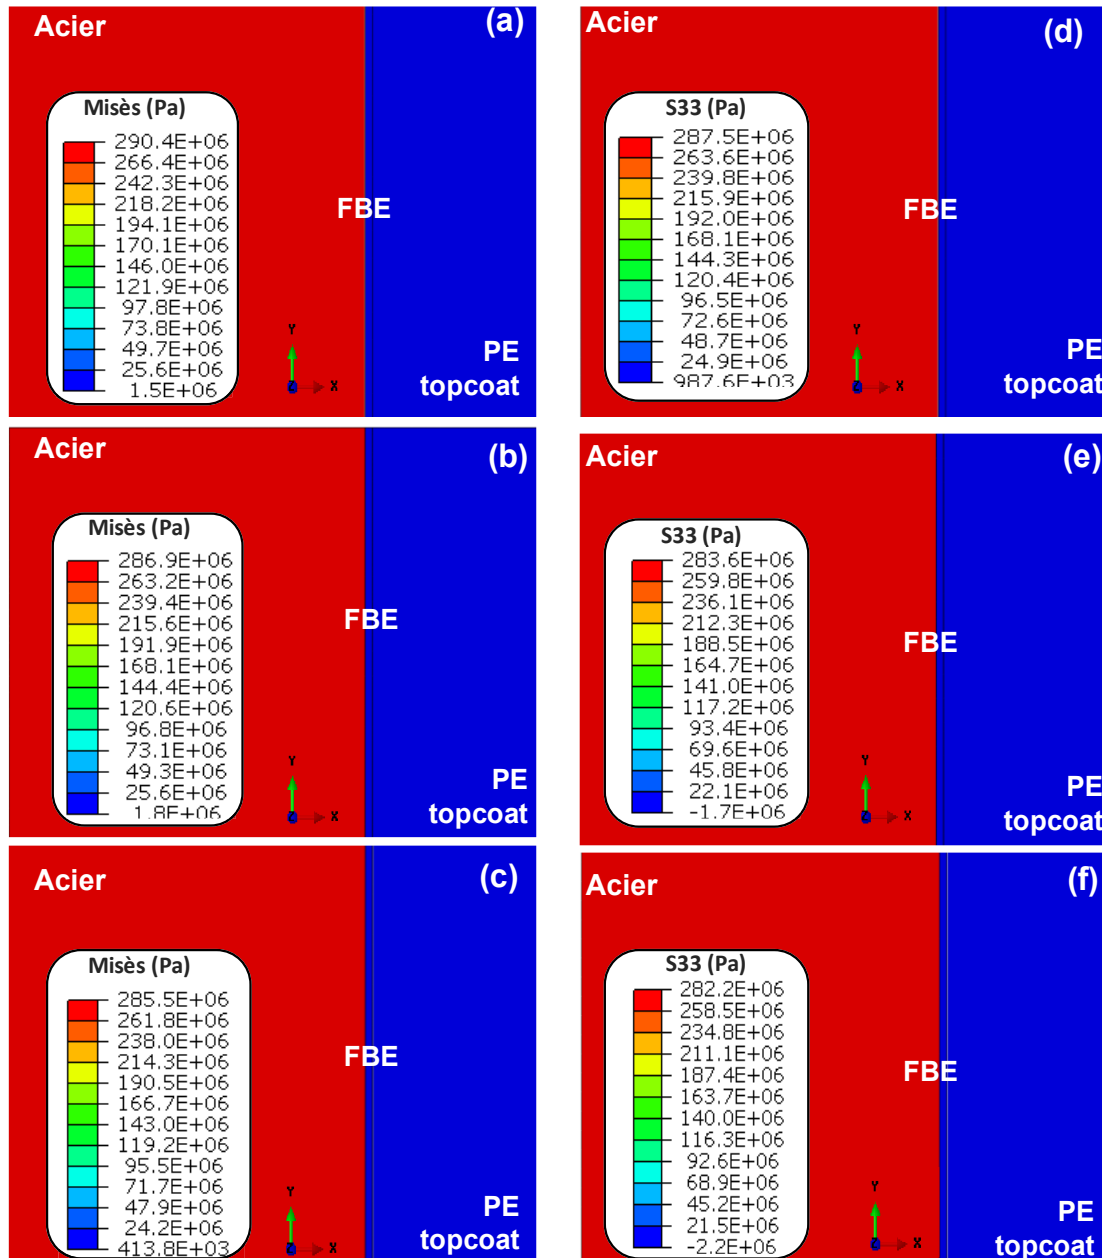 Acier
(a)
Misès (Pa)
290.4E+06
266.4E+06
242.3E+06
218.2E+06
194.1E+06
170.1E+06
146.0E+06
121.9E+06
97.8E+06
73.8E+06
49.7E+06
25.6E+06
1.5E+06
FBE
Y
Z
X
PE
topcoat
Acier
(d)
S33 (Pa)
287.5E+06
263.6E+06
239.8E+06
215.9E+06
192.0E+06
168.1E+06
144.3E+06
120.4E+06
96.5E+06
72.6E+06
48.7E+06
24.9E+06
987.6E+03
FBE
Y
Z
X
PE
topcoat
Acier
(b)
Misès (Pa)
286.9E+06
263.2E+06
239.4E+06
215.6E+06
191.9E+06
168.1E+06
144.4E+06
120.6E+06
96.8E+06
73.1E+06
49.3E+06
25.6E+06
1.8E+06
FBE
Y
Z
X
PE
topcoat
Acier
(e)
S33 (Pa)
283.6E+06
259.8E+06
236.1E+06
212.3E+06
188.5E+06
164.7E+06
141.0E+06
117.2E+06
93.4E+06
69.6E+06
45.8E+06
22.1E+06
-1.7E+06
FBE
Y
Z
X
PE
topcoat
Acier
(c)
Misès (Pa)
285.5E+06
261.8E+06
238.0E+06
214.3E+06
190.5E+06
166.7E+06
143.0E+06
119.2E+06
95.5E+06
71.7E+06
47.9E+06
24.2E+06
413.8E+03
FBE
Y
Z
X
PE
topcoat
Acier
(f)
S33 (Pa)
282.2E+06
258.5E+06
234.8E+06
211.1E+06
187.4E+06
163.7E+06
140.0E+06
116.3E+06
92.6E+06
68.9E+06
45.2E+06
21.5E+06
-2.2E+06
FBE
Y
Z
X
PE
topcoat